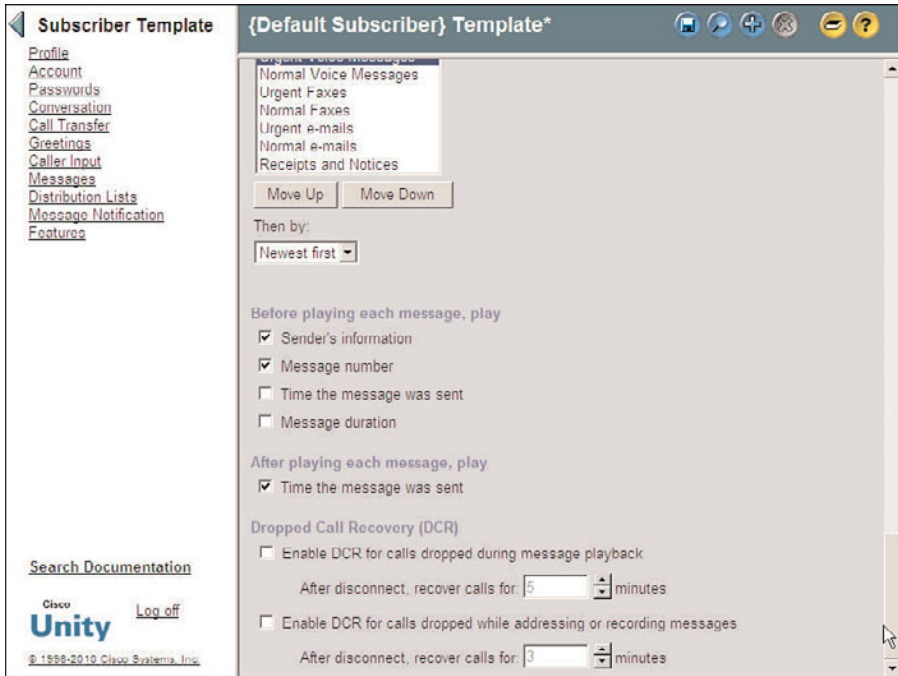 Subscriber Template
Profile
Account
Passwords
Conversation
Call Transfer
Greetings
Caller Input
Messages
Distribution Lists
Message Notification
Features
Search Documentation
Cisco
Unity
Log off
© 1998-2010 Cisco Systems, Inc.
{Default Subscriber} Template*
?
Urgent Voice Messages
Normal Voice Messages
Urgent Faxes
Normal Faxes
Urgent e-mails
Normal e-mails
Receipts and Notices
Move Up Move Down
Then by:
Newest first
Before playing each message, play
Sender's information
Message number
Time the message was sent
Message duration
After playing each message, play
Time the message was sent
Dropped Call Recovery (DCR)
Enable DCR for calls dropped during message playback
After disconnect, recover calls for: 5 minutes
Enable DCR for calls dropped while addressing or recording messages
After disconnect, recover calls for: 3 minutes